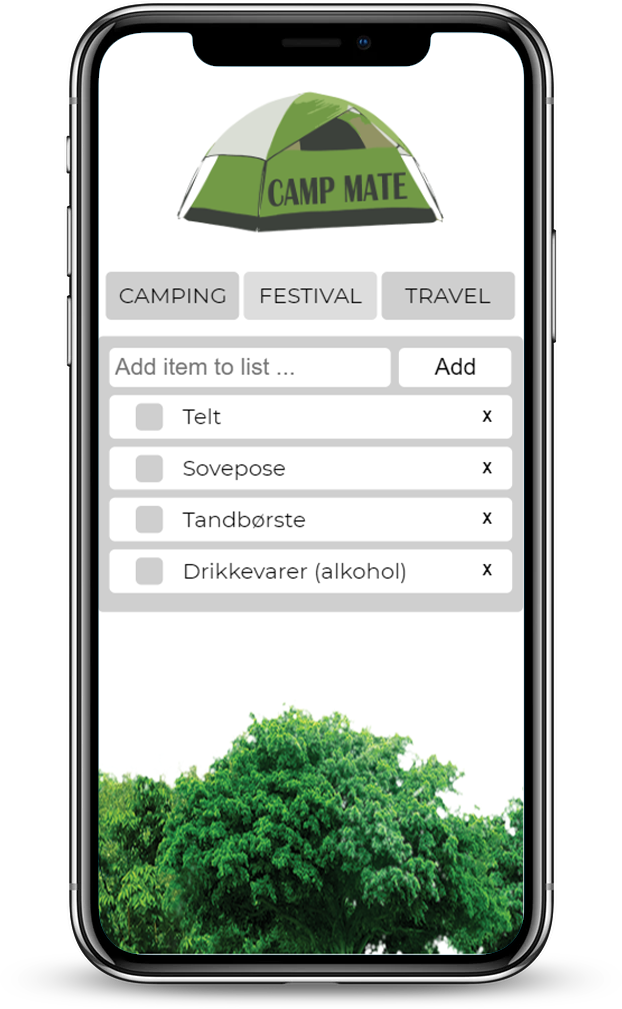 CAMP MATE
CAMPING FESTIVAL TRAVEL
Add item to list ... Add
Telt x
Sovepose x
Tandbørste x
Drikkevarer (alkohol) x